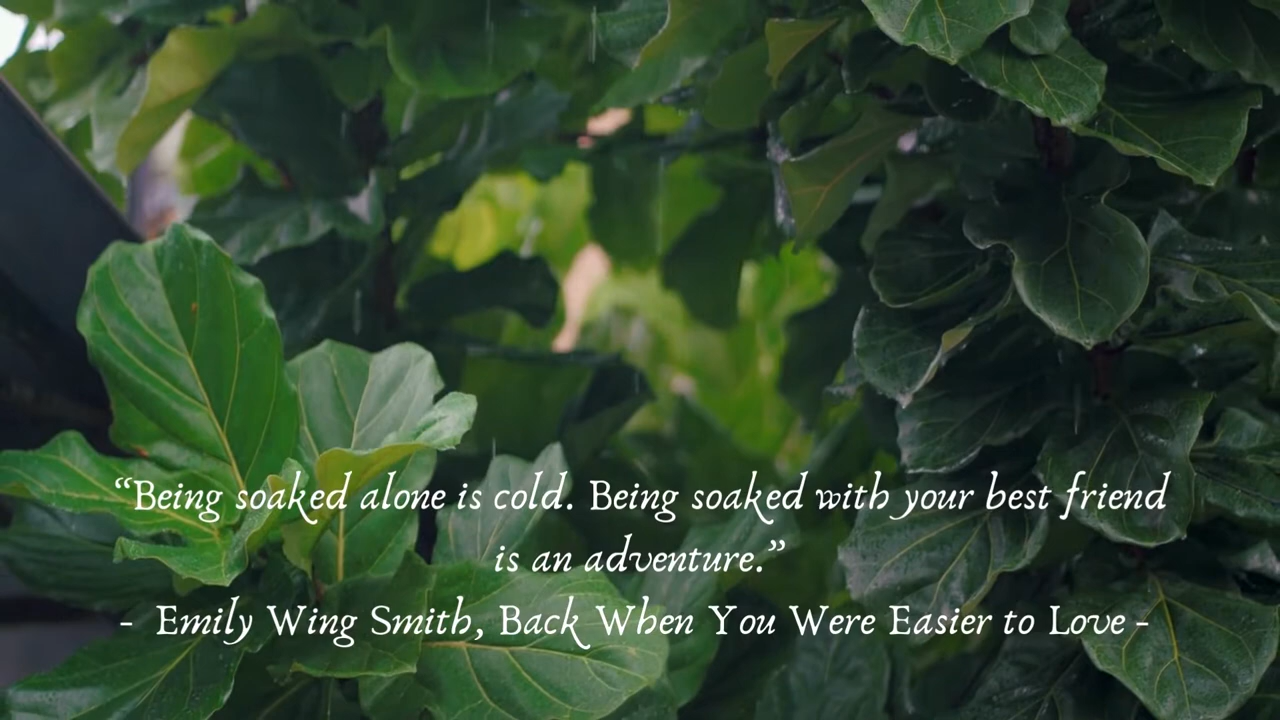 “Being soaked alone is cold. Being soaked with your best friend
is an adventure.”
- Emily Wing Smith, Back When You Were Easier to Love -